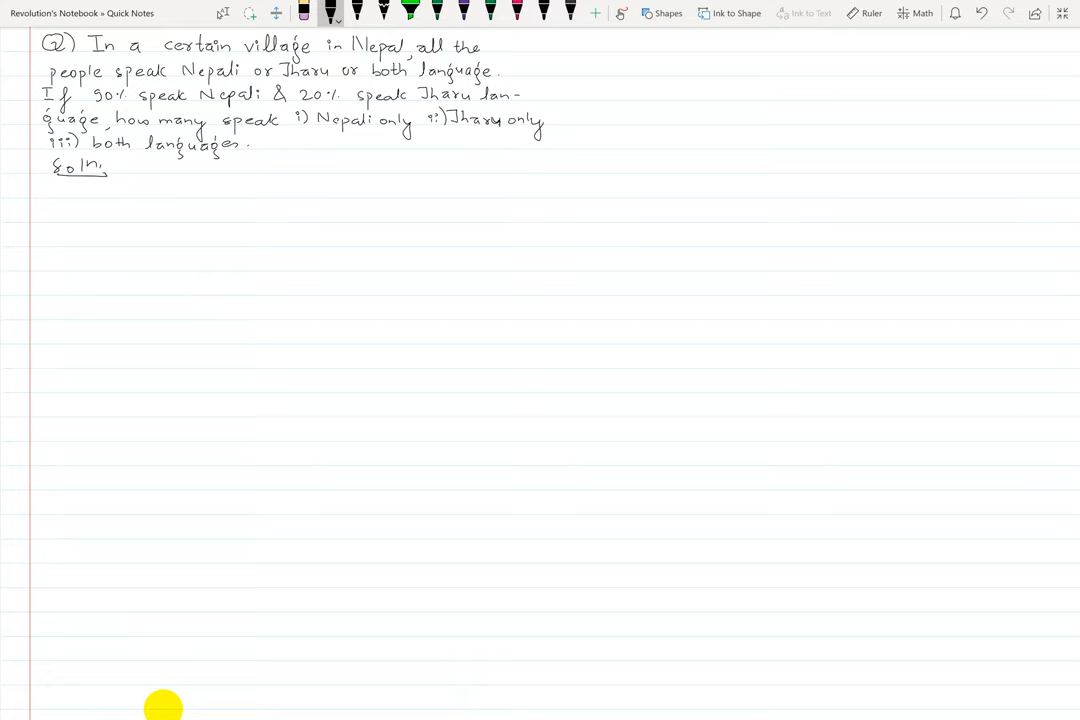 Revolution's Notebook » Quick Notes
Shapes
Ink to Shape
Ink to Text
Ruler
Math
Q) In a certain village in Nepal, all the
people speak Nepali or Tharu or both language.
If 90% speak Nepali & 20% speak Tharu lan-
guage, how many speak i) Nepali only ii) Tharu only
iii) both languages.
Soln,